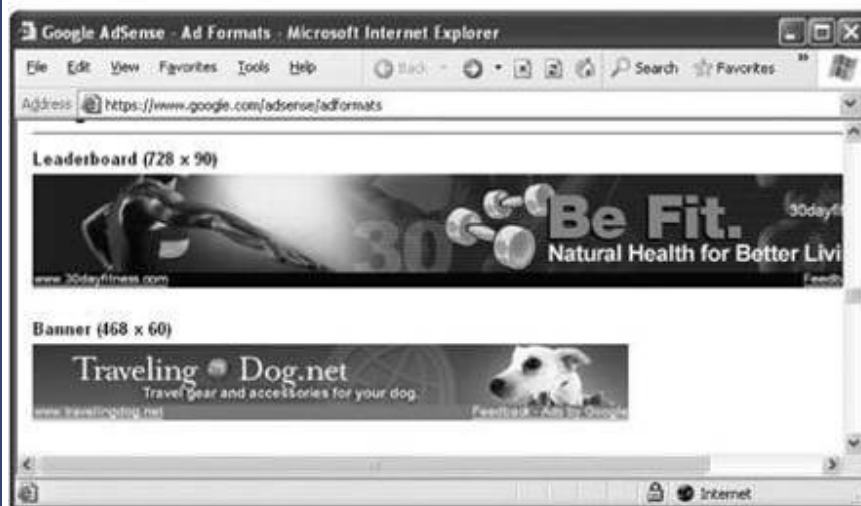 Google AdSense - Ad Formats - Microsoft Internet Explorer
File Edit View Favorites Tools Help Back Search Favorites »
Address https://www.google.com/adsense/adformats
Leaderboard (728 x 90)
30 Be Fit. 30dayfi
Natural Health for Better Livi
www.30dayfitness.com Feedb
Banner (468 x 60)
Traveling Dog.net
Travel gear and accessories for your dog.
www.travelingdog.net Feedback - Ads by Google
Internet